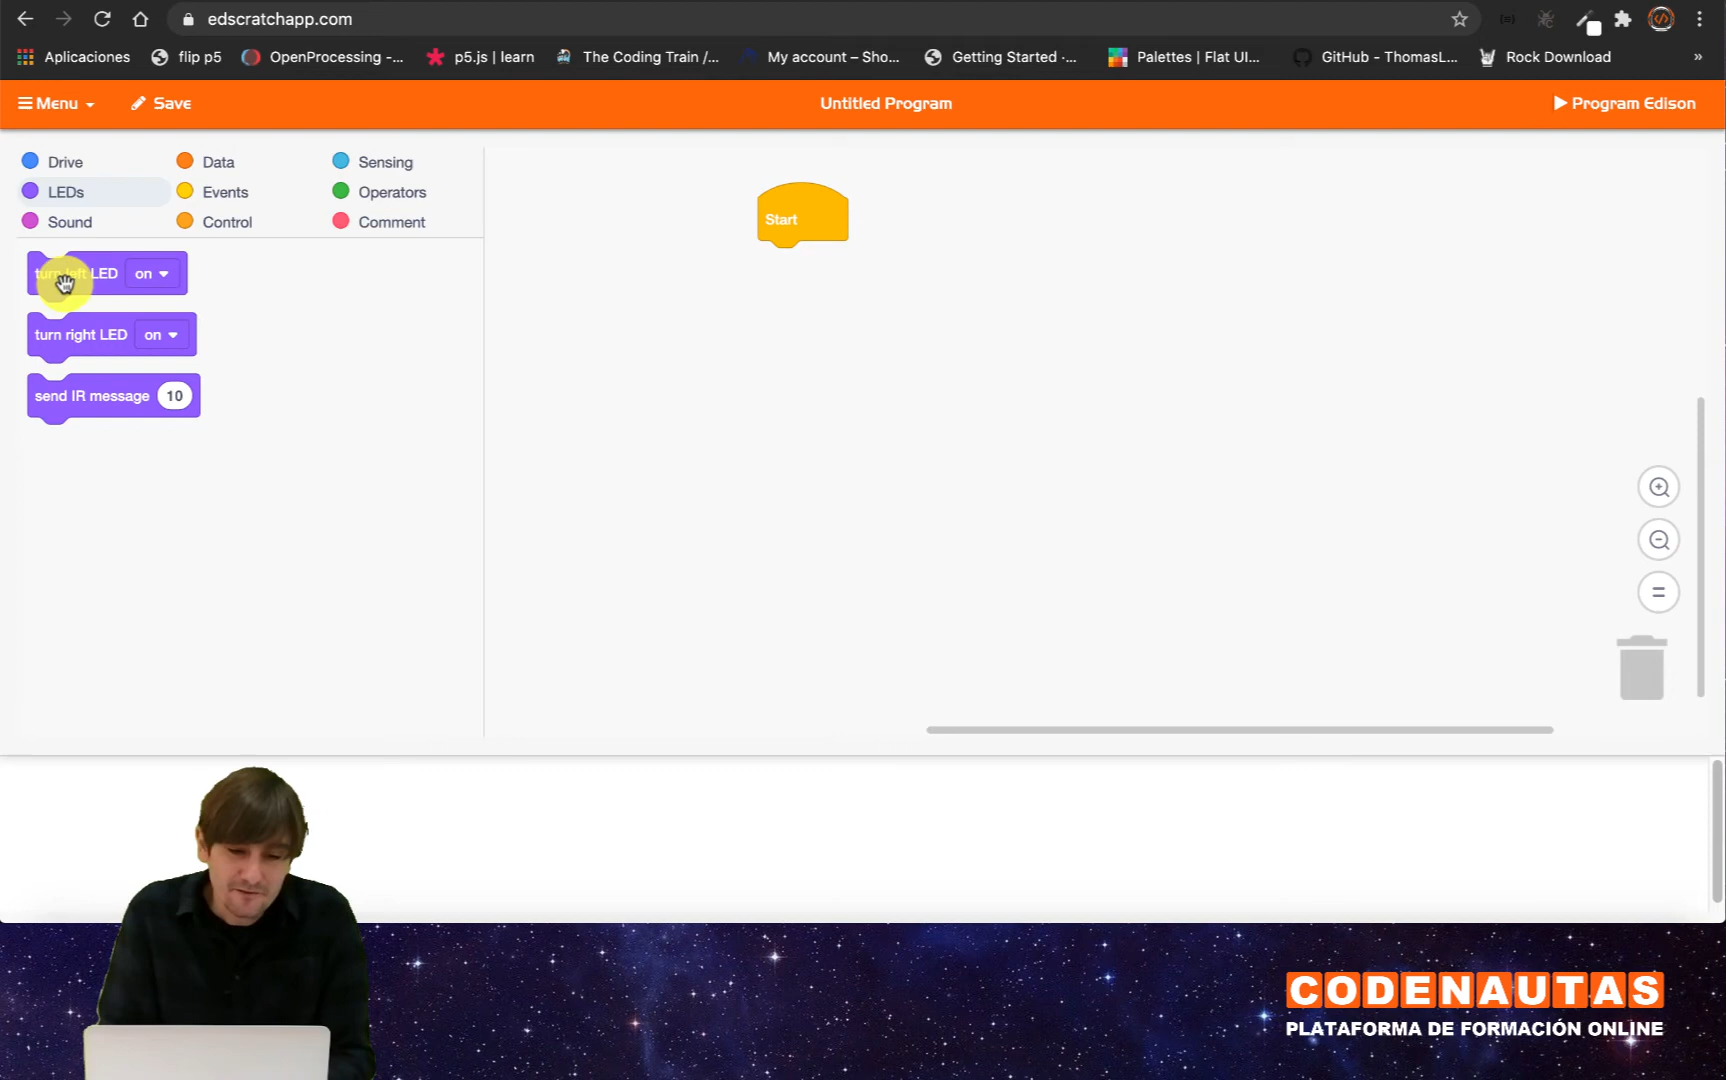 edscratchapp.com
Aplicaciones flip p5 OpenProcessing -... p5.js | learn The Coding Train /... My account – Sho... Getting Started ·... Palettes | Flat UI... GitHub - ThomasL... Rock Download »
Menu Save Untitled Program Program Edison
Drive Data Sensing
LEDs Events Operators
Sound Control Comment
turn left LED on
turn right LED on
send IR message 10
Start
CODENAUTAS
PLATAFORMA DE FORMACIÓN ONLINE